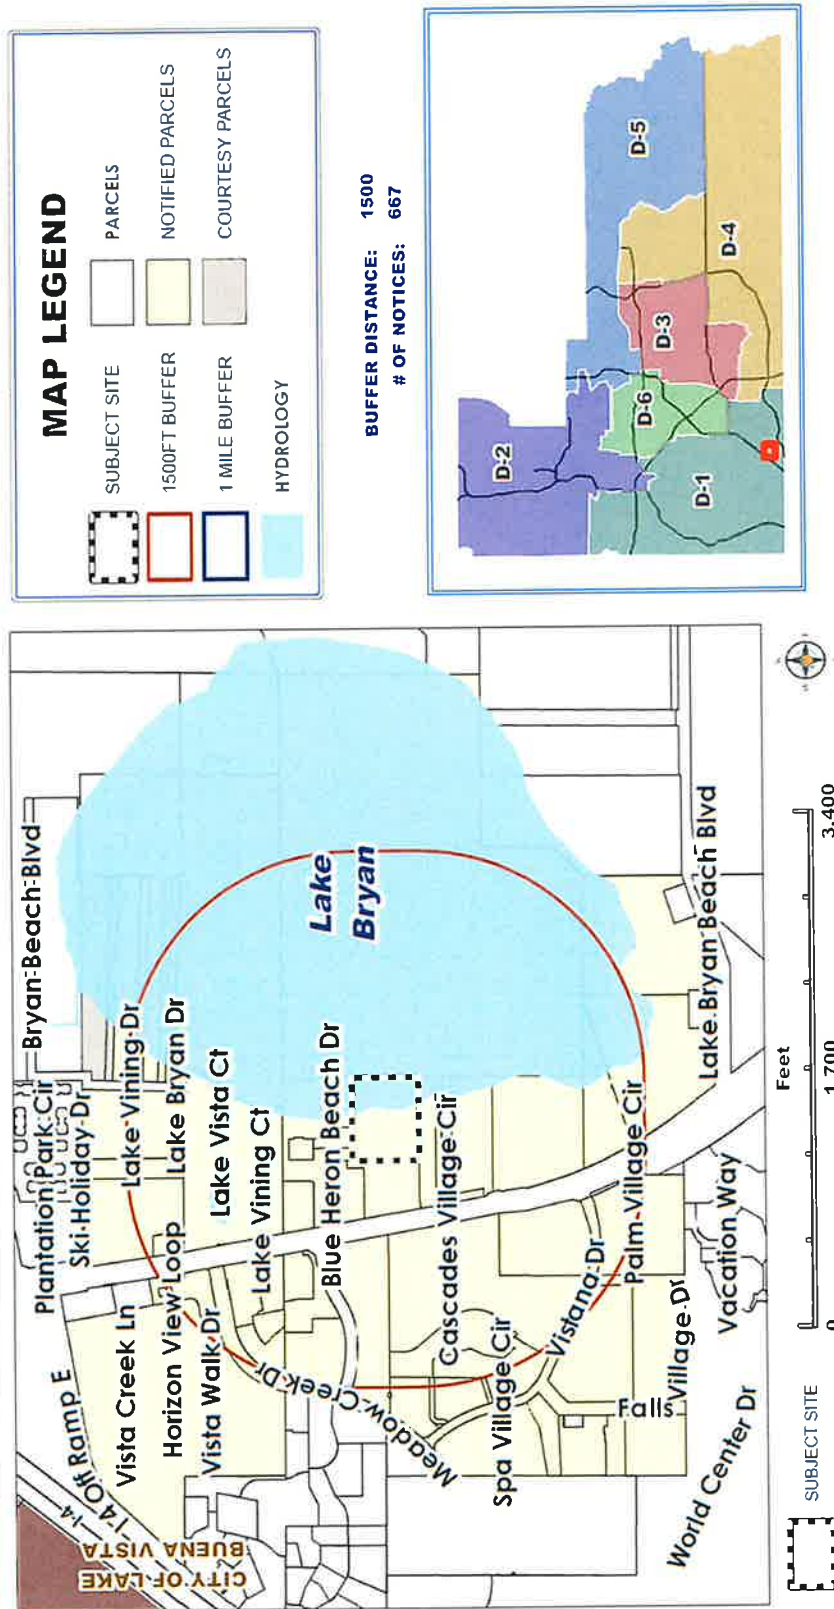 MAP LEGEND
SUBJECT SITE
1500FT BUFFER
1 MILE BUFFER
HYDROLOGY
PARCELS
NOTIFIED PARCELS
COURTESY PARCELS
BUFFER DISTANCE: 1500
# OF NOTICES: 667
D-2
D-5
D-6
D-3
D-4
D-1
Bryan-Beach-Blvd
Plantation Park Cir
Ski-Holiday-Dr
Lake-Vining-Dr
Lake Bryan Dr
Lake Vista Ct
Lake Vining Ct
Blue Heron Beach Dr
Lake
Bryan
I-4
I-4 Off Ramp E
CITY OF LAKE
BUENA VISTA
Vista Creek Ln
Horizon View Loop
Vista Walk Dr
Meadow-Creek-Dr
Cascades Village-Cir
Spa Village Cir
Vistana-Dr
Palm-Village Cir
Falls
Village-Dr
Vacation Way
World Center Dr
Lake Bryan Beach Blvd
Feet
0
1,700
3,400
SUBJECT SITE